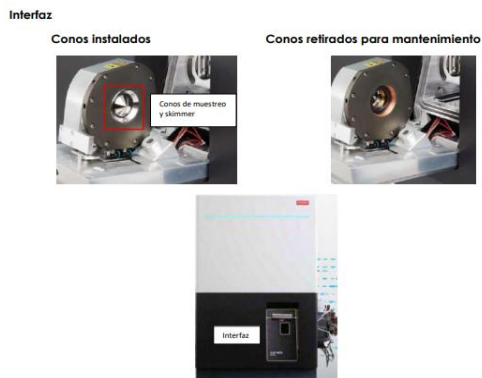 Interfaz
Conos instalados
Conos retirados para mantenimiento
Conos de muestreo
y skimmer
Interfaz